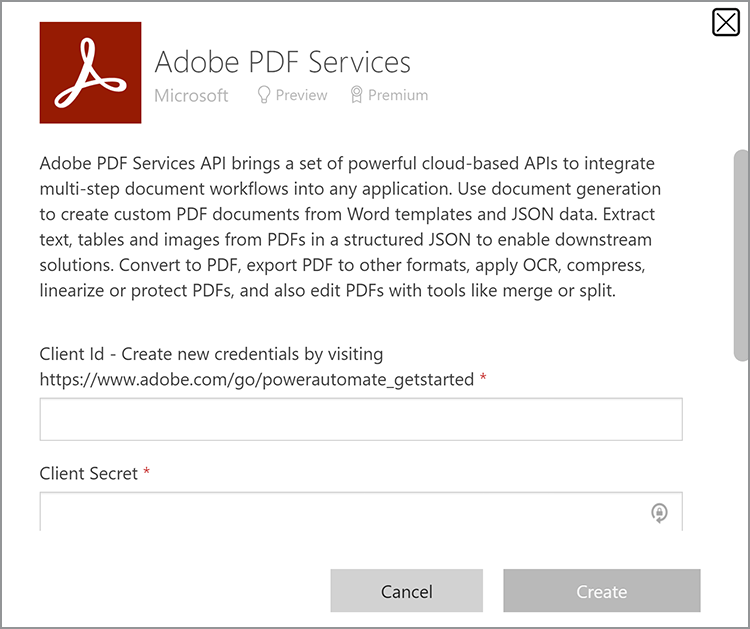 Adobe PDF Services
Microsoft Preview Premium
Adobe PDF Services API brings a set of powerful cloud-based APIs to integrate
multi-step document workflows into any application. Use document generation
to create custom PDF documents from Word templates and JSON data. Extract
text, tables and images from PDFs in a structured JSON to enable downstream
solutions. Convert to PDF, export PDF to other formats, apply OCR, compress,
linearize or protect PDFs, and also edit PDFs with tools like merge or split.
Client Id - Create new credentials by visiting
https://www.adobe.com/go/powerautomate_getstarted *
Client Secret *
Cancel Create